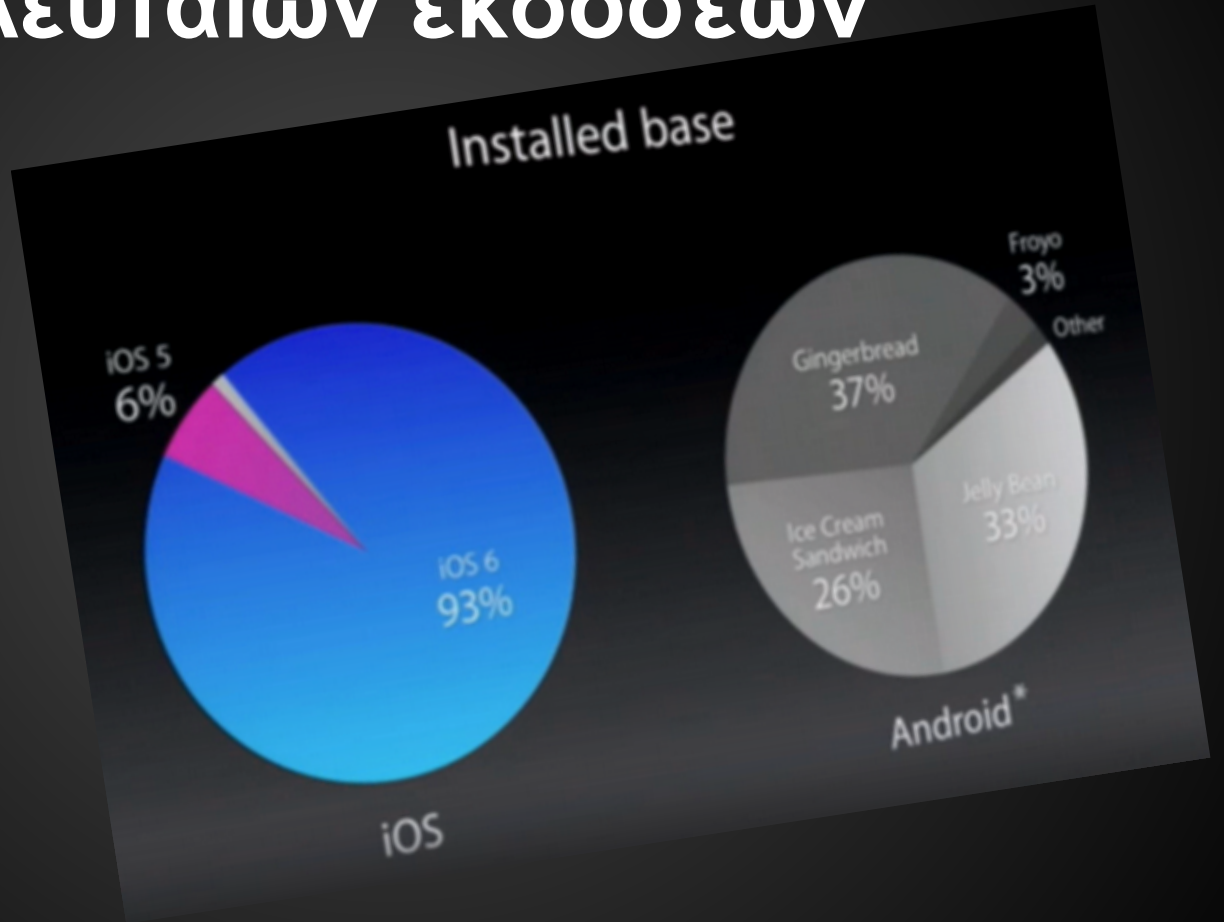 λευταίων εκδόσεων
Installed base
iOS 5
6%
iOS 6
93%
iOS
Froyo
3%
Other
Gingerbread
37%
Jelly Bean
33%
Ice Cream
Sandwich
26%
Android*